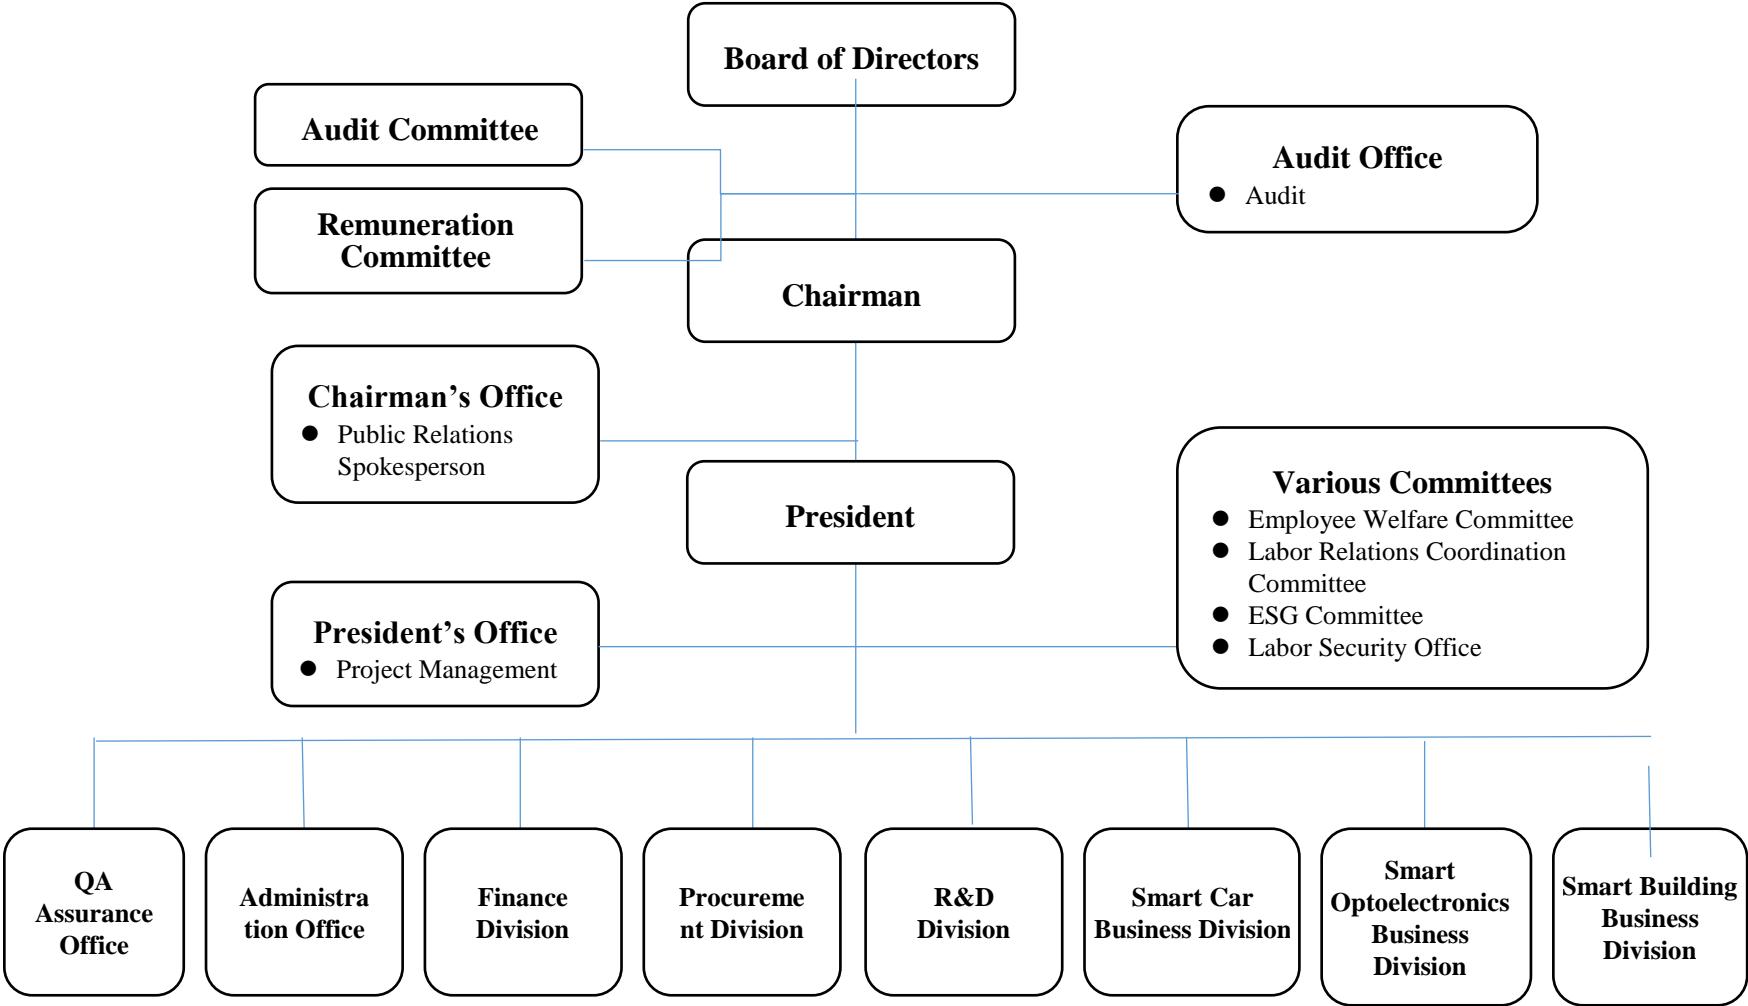 Board of Directors
Audit Committee
Audit Office
● Audit
Remuneration
Committee
Chairman
Chairman’s Office
● Public Relations
Spokesperson
President
Various Committees
● Employee Welfare Committee
● Labor Relations Coordination
Committee
● ESG Committee
● Labor Security Office
President’s Office
● Project Management
QA
Assurance
Office
Administra
tion Office
Finance
Division
Procureme
nt Division
R&D
Division
Smart Car
Business Division
Smart
Optoelectronics
Business
Division
Smart Building
Business
Division